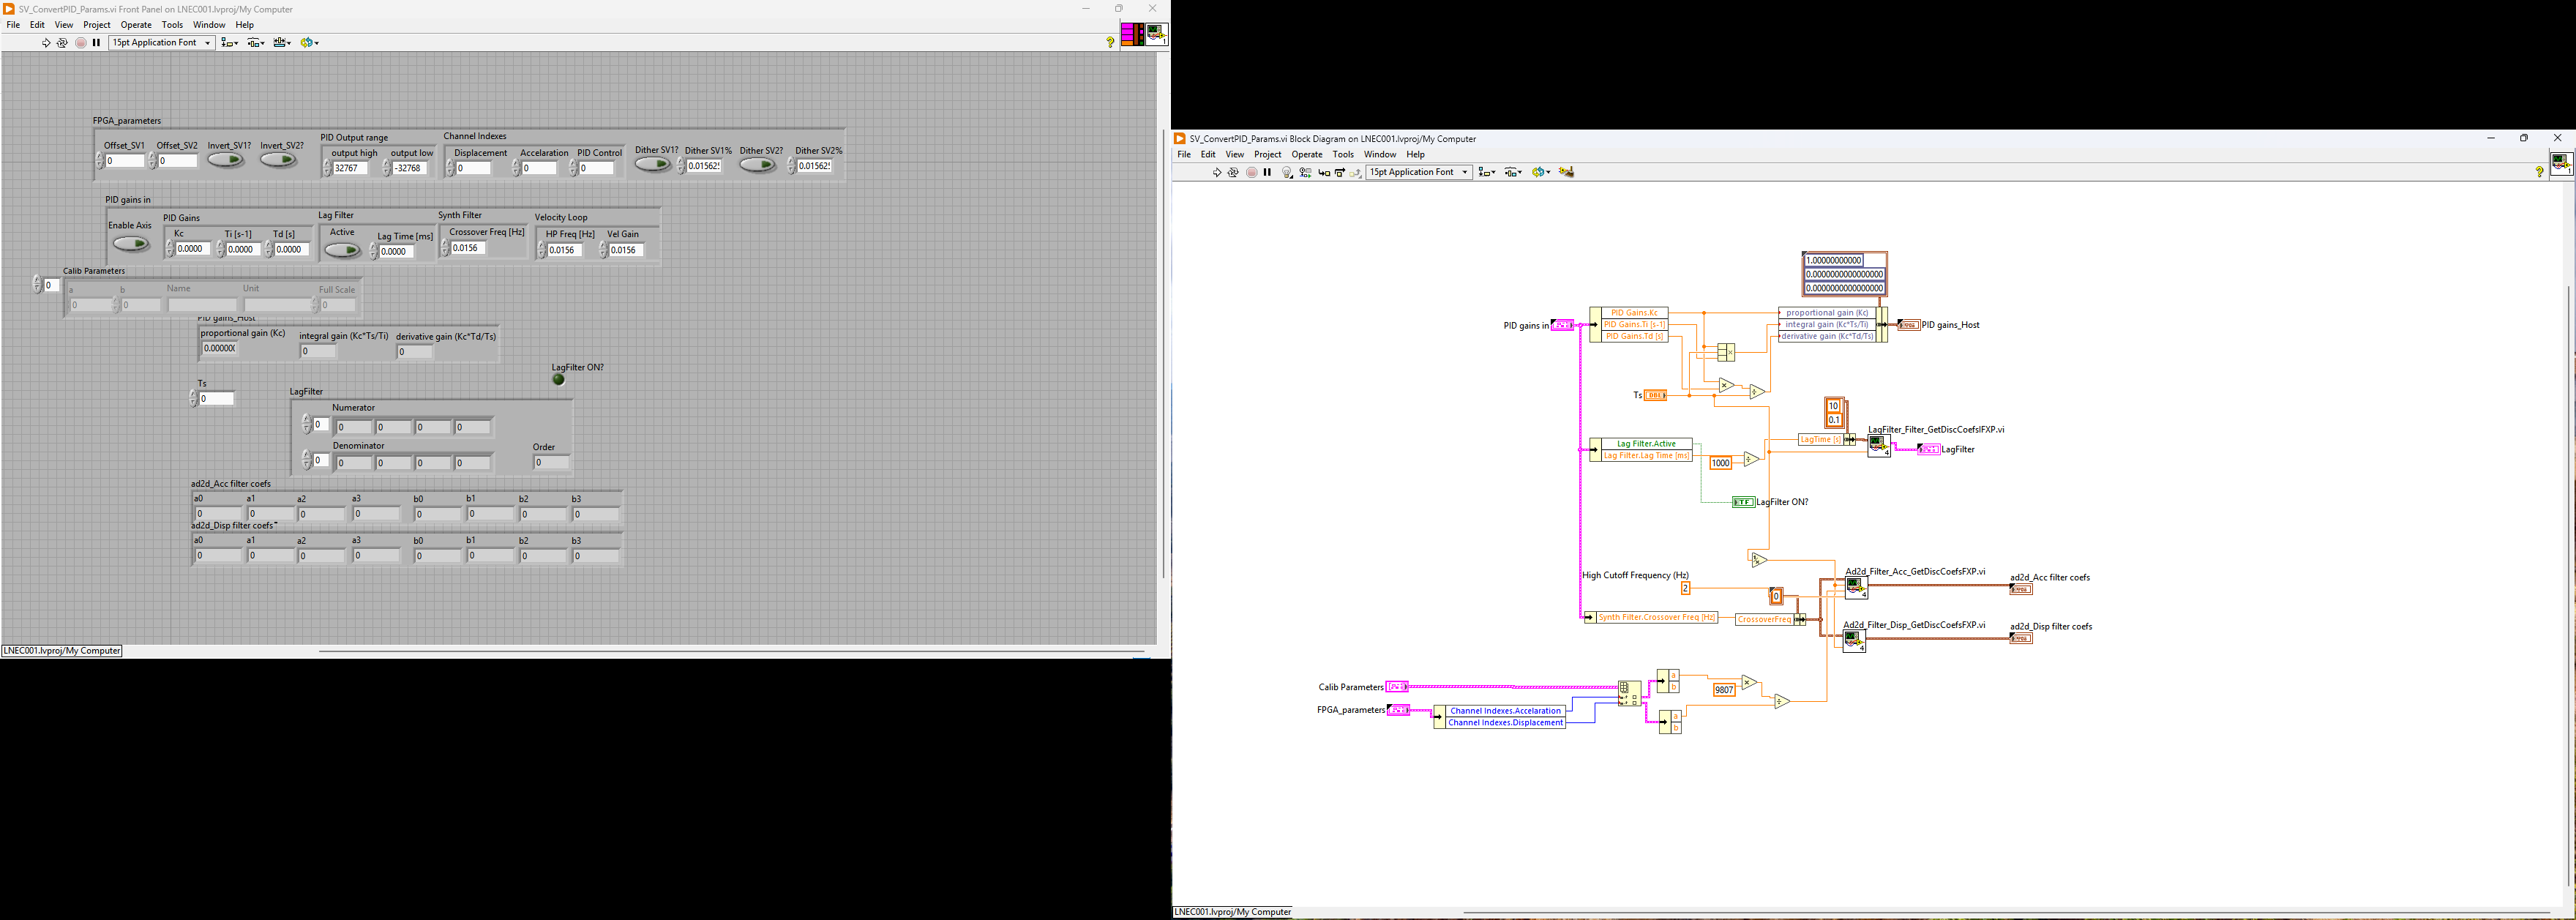 SV_ConvertPID_Params.vi Front Panel on LNEC001.lvproj/My Computer
File Edit View Project Operate Tools Window Help
15pt Application Font
FPGA_parameters
Offset_SV1 Offset_SV2 Invert_SV1? Invert_SV2? PID Output range Channel Indexes
output high output low Displacement Accelaration PID Control Dither SV1? Dither SV1% Dither SV2? Dither SV2%
0 0 32767 -32768 0 0 0 0.01562 0.01562
PID gains in
Enable Axis PID Gains Lag Filter Synth Filter Velocity Loop
Kc Ti [s-1] Td [s] Active Lag Time [ms] Crossover Freq [Hz] HP Freq [Hz] Vel Gain
0.0000 0.0000 0.0000 0.0000 0.0156 0.0156 0.0156
Calib Parameters
0 a b Name Unit Full Scale
0 0 0
PID gains_Host
proportional gain (Kc) integral gain (Kc*Ts/Ti) derivative gain (Kc*Td/Ts)
0.00000 0 0
LagFilter ON?
Ts
0
LagFilter
Numerator
0 0 0 0 0
Denominator Order
0 0 0 0 0 0
ad2d_Acc filter coefs
a0 a1 a2 a3 b0 b1 b2 b3
0 0 0 0 0 0 0 0
ad2d_Disp filter coefs
a0 a1 a2 a3 b0 b1 b2 b3
0 0 0 0 0 0 0 0
LNEC001.lvproj/My Computer
SV_ConvertPID_Params.vi Block Diagram on LNEC001.lvproj/My Computer
File Edit View Project Operate Tools Window Help
15pt Application Font
1.00000000000
0.0000000000000000
0.0000000000000000
PID gains in
PID Gains.Kc
PID Gains.Ti [s-1]
PID Gains.Td [s]
proportional gain (Kc)
integral gain (Kc*Ts/Ti)
derivative gain (Kc*Td/Ts)
PID gains_Host
Ts DBL
10
0.1
Lag Filter.Active
Lag Filter.Lag Time [ms]
1000
LagTime [s]
LagFilter_Filter_GetDiscCoefsIFXP.vi
LagFilter
TF LagFilter ON?
High Cutoff Frequency (Hz)
2
0
Synth Filter.Crossover Freq [Hz]
CrossoverFreq
Ad2d_Filter_Acc_GetDiscCoefsFXP.vi
ad2d_Acc filter coefs
Ad2d_Filter_Disp_GetDiscCoefsFXP.vi
ad2d_Disp filter coefs
Calib Parameters
FPGA_parameters
Channel Indexes.Accelaration
Channel Indexes.Displacement
a
b
9807
a
b
LNEC001.lvproj/My Computer